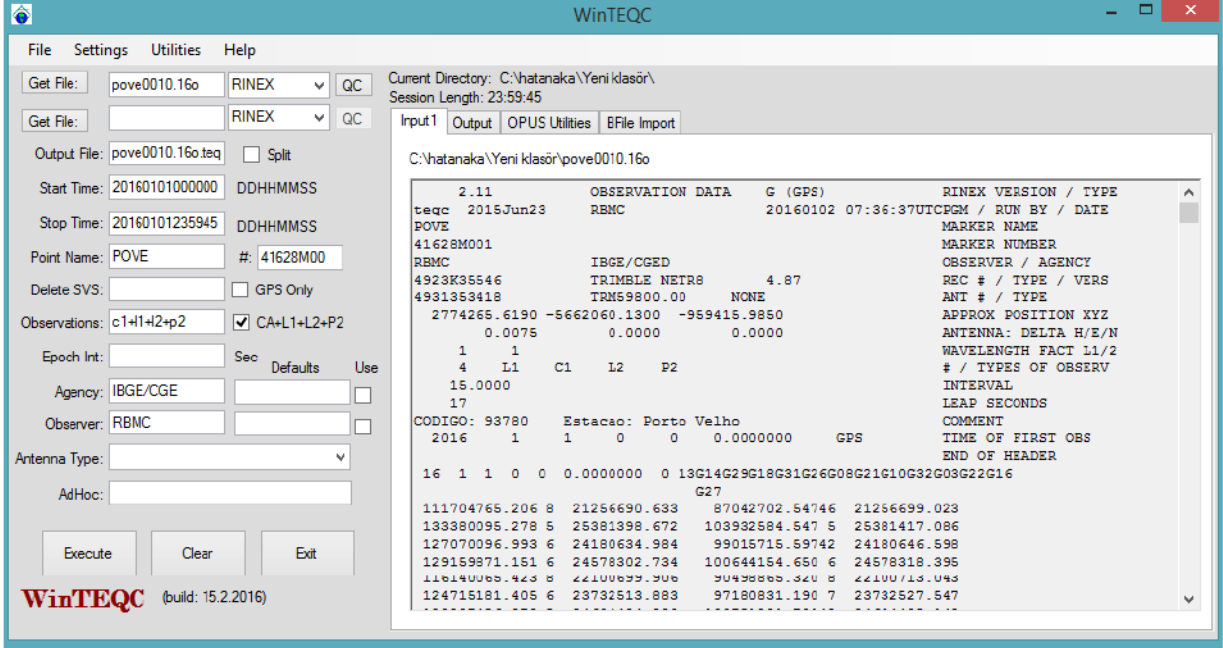 WinTEQC
File Settings Utilities Help
Get File: pove0010.16o RINEX QC
Get File: RINEX QC
Output File: pove0010.16o.teq Split
Start Time: 20160101000000 DDHHMMSS
Stop Time: 20160101235945 DDHHMMSS
Point Name: POVE #: 41628M00
Delete SVS: GPS Only
Observations: c1+l1+l2+p2 CA+L1+L2+P2
Epoch Int: Sec
Defaults Use
Agency: IBGE/CGE
Observer: RBMC
Antenna Type:
AdHoc:
Execute Clear Exit
WinTEQC (build: 15.2.2016)
Current Directory: C:\hatanaka\Yeni klasör\
Session Length: 23:59:45
Input1 Output OPUS Utilities BFile Import
C:\hatanaka\Yeni klasör\pove0010.16o
2.11 OBSERVATION DATA G (GPS) RINEX VERSION / TYPE
teqc 2015Jun23 RBMC 20160102 07:36:37UTCPGM / RUN BY / DATE
POVE MARKER NAME
41628M001 MARKER NUMBER
RBMC IBGE/CGED OBSERVER / AGENCY
4923K35546 TRIMBLE NETR8 4.87 REC # / TYPE / VERS
4931353418 TRM59800.00 NONE ANT # / TYPE
2774265.6190 -5662060.1300 -959415.9850 APPROX POSITION XYZ
0.0075 0.0000 0.0000 ANTENNA: DELTA H/E/N
1 1 WAVELENGTH FACT L1/2
4 L1 C1 L2 P2 # / TYPES OF OBSERV
15.0000 INTERVAL
17 LEAP SECONDS
CODIGO: 93780 Estacao: Porto Velho COMMENT
2016 1 1 0 0 0.0000000 GPS TIME OF FIRST OBS
END OF HEADER
16 1 1 0 0 0.0000000 0 13G14G29G18G31G26G08G21G10G32G03G22G16
G27
111704765.206 8 21256690.633 87042702.54746 21256699.023
133380095.278 5 25381398.672 103932584.547 5 25381417.086
127070096.993 6 24180634.984 99015715.59742 24180646.598
129159871.151 6 24578302.734 100644154.650 6 24578318.395
116140065.423 8 22100699.906 90498865.320 8 22100713.043
124715181.405 6 23732513.883 97180831.190 7 23732527.547